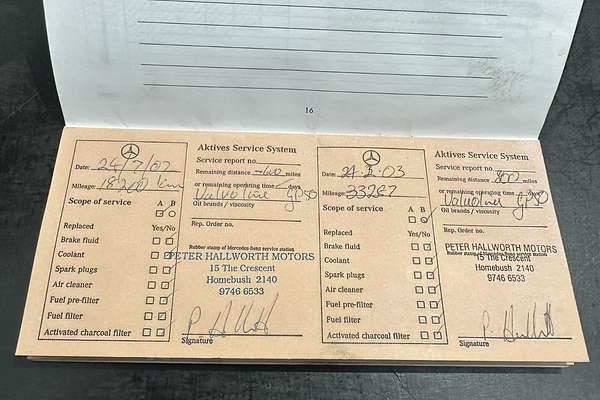 16
Date: 24/7/02
Mileage: 18260 km
Scope of service A B
Replaced Yes/No
Brake fluid
Coolant
Spark plugs
Air cleaner
Fuel pre-filter
Fuel filter
Activated charcoal filter
Aktives Service System
Service report no.
Remaining distance miles
or remaining operating time days
Valvoline GP50
Oil brands / viscosity
Rep. Order no.
Rubber stamp of Mercedes-Benz service station
PETER HALLWORTH MOTORS
15 The Crescent
Homebush 2140
9746 6533
Signature
Date: 24.2.03
Mileage: 33287
Scope of service A B
Replaced Yes/No
Brake fluid
Coolant
Spark plugs
Air cleaner
Fuel pre-filter
Fuel filter
Activated charcoal filter
Aktives Service System
Service report no.
Remaining distance 800 miles
or remaining operating time days
Valvoline GP50
Oil brands / viscosity
Rep. Order no.
Rubber stamp of Mercedes-Benz service station
PETER HALLWORTH MOTORS
15 The Crescent
Homebush 2140
9746 6533
Signature